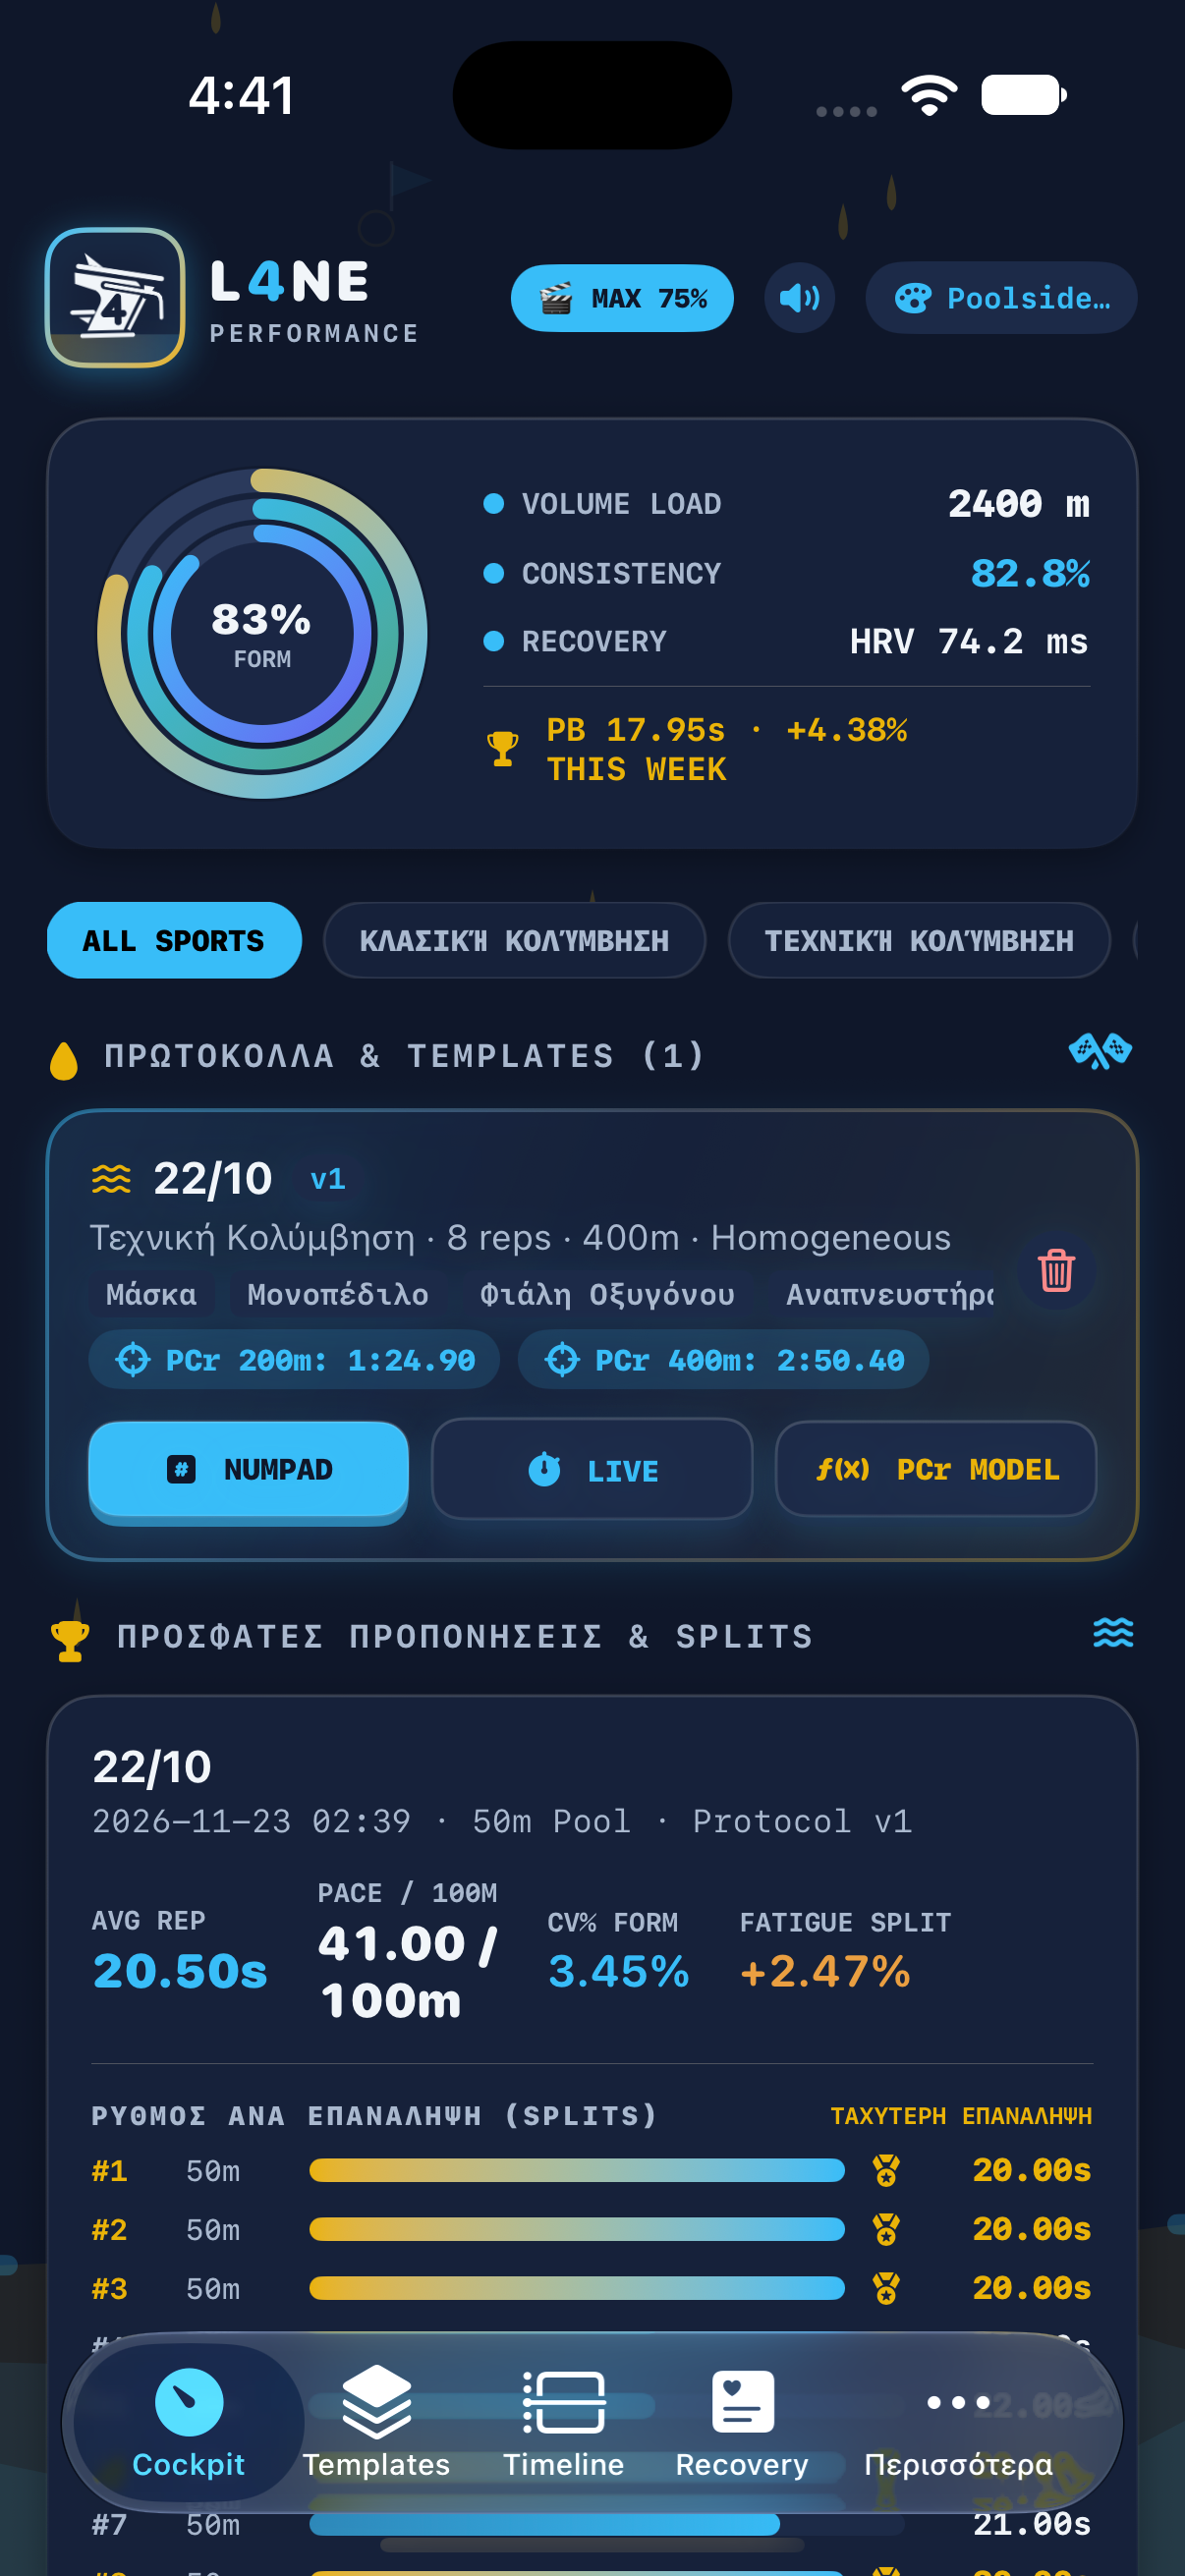 4:41
L4NE
PERFORMANCE
MAX 75%
Poolside…
83%
FORM
VOLUME LOAD 2400 m
CONSISTENCY 82.8%
RECOVERY HRV 74.2 ms
PB 17.95s · +4.38%
THIS WEEK
ALL SPORTS ΚΛΑΣΙΚΉ ΚΟΛΎΜΒΗΣΗ ΤΕΧΝΙΚΉ ΚΟΛΎΜΒΗΣΗ
ΠΡΩΤΟΚΟΛΛΑ & TEMPLATES (1)
22/10 v1
Τεχνική Κολύμβηση · 8 reps · 400m · Homogeneous
Μάσκα Μονοπέδιλο Φιάλη Οξυγόνου Αναπνευστήρα
PCr 200m: 1:24.90 PCr 400m: 2:50.40
# NUMPAD LIVE f(x) PCr MODEL
ΠΡΟΣΦΑΤΕΣ ΠΡΟΠΟΝΗΣΕΙΣ & SPLITS
22/10
2026-11-23 02:39 · 50m Pool · Protocol v1
AVG REP
20.50s
PACE / 100M
41.00 /
100m
CV% FORM
3.45%
FATIGUE SPLIT
+2.47%
ΡΥΘΜΟΣ ΑΝΑ ΕΠΑΝΑΛΗΨΗ (SPLITS) ΤΑΧΥΤΕΡΗ ΕΠΑΝΑΛΗΨΗ
#1 50m 20.00s
#2 50m 20.00s
#3 50m 20.00s
22.00s
Cockpit Templates Timeline Recovery Περισσότερα
#7 50m 21.00s